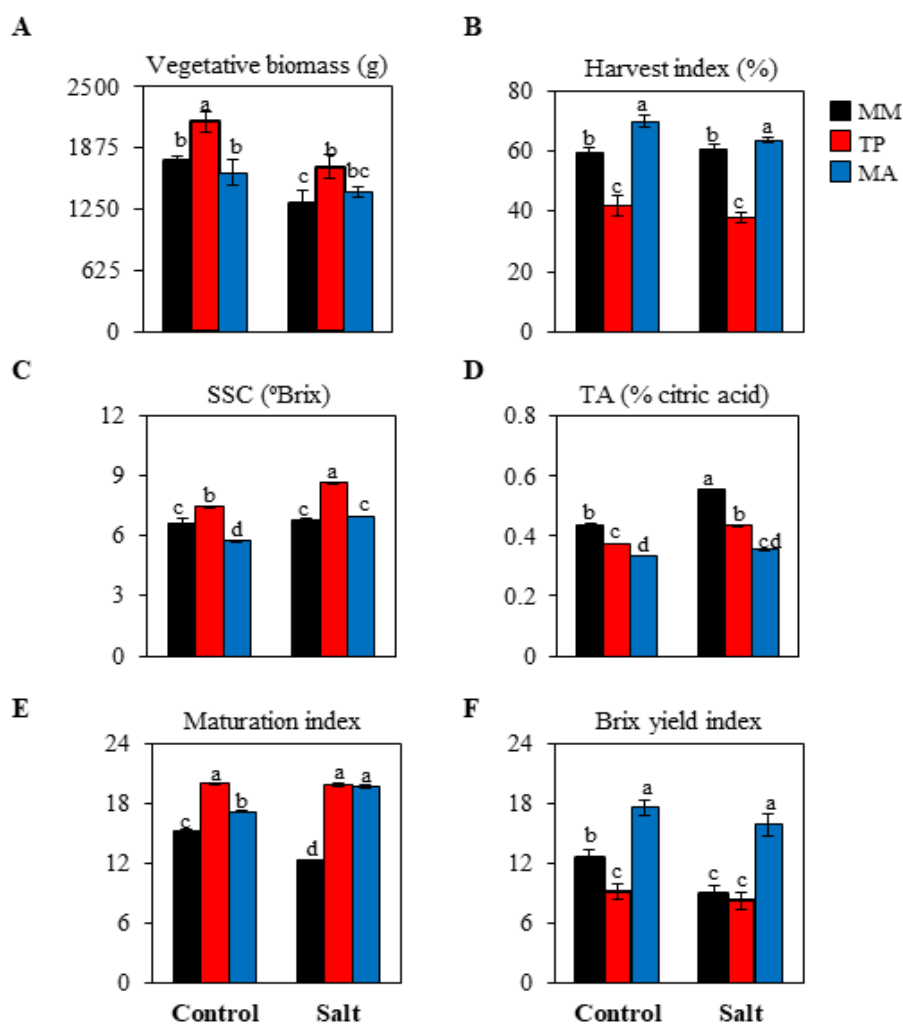 A
Vegetative biomass (g)
2500
1875
1250
625
0
b
a
b
c
b
bc
B
Harvest index (%)
80
60
40
20
0
b
c
a
b
c
a
MM
TP
MA
C
SSC (ºBrix)
12
9
6
3
0
c
b
d
c
a
c
D
TA (% citric acid)
0.8
0.6
0.4
0.2
0
b
c
d
a
b
cd
E
Maturation index
24
18
12
6
0
c
a
b
d
a
a
Control Salt
F
Brix yield index
24
18
12
6
0
b
c
a
c
c
a
Control Salt